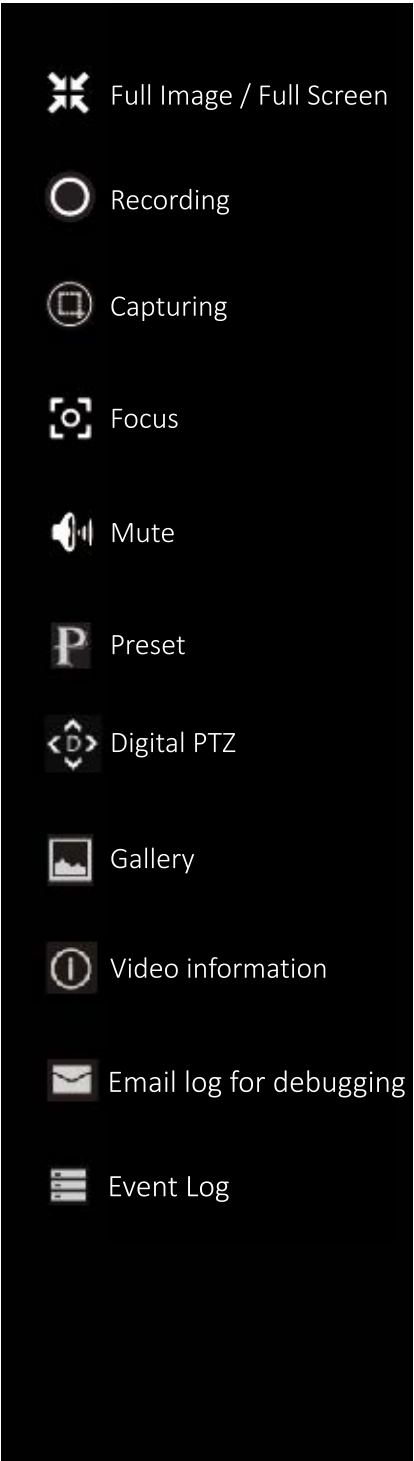 Full Image / Full Screen
Recording
Capturing
Focus
Mute
P Preset
D Digital PTZ
Gallery
Video information
Email log for debugging
Event Log